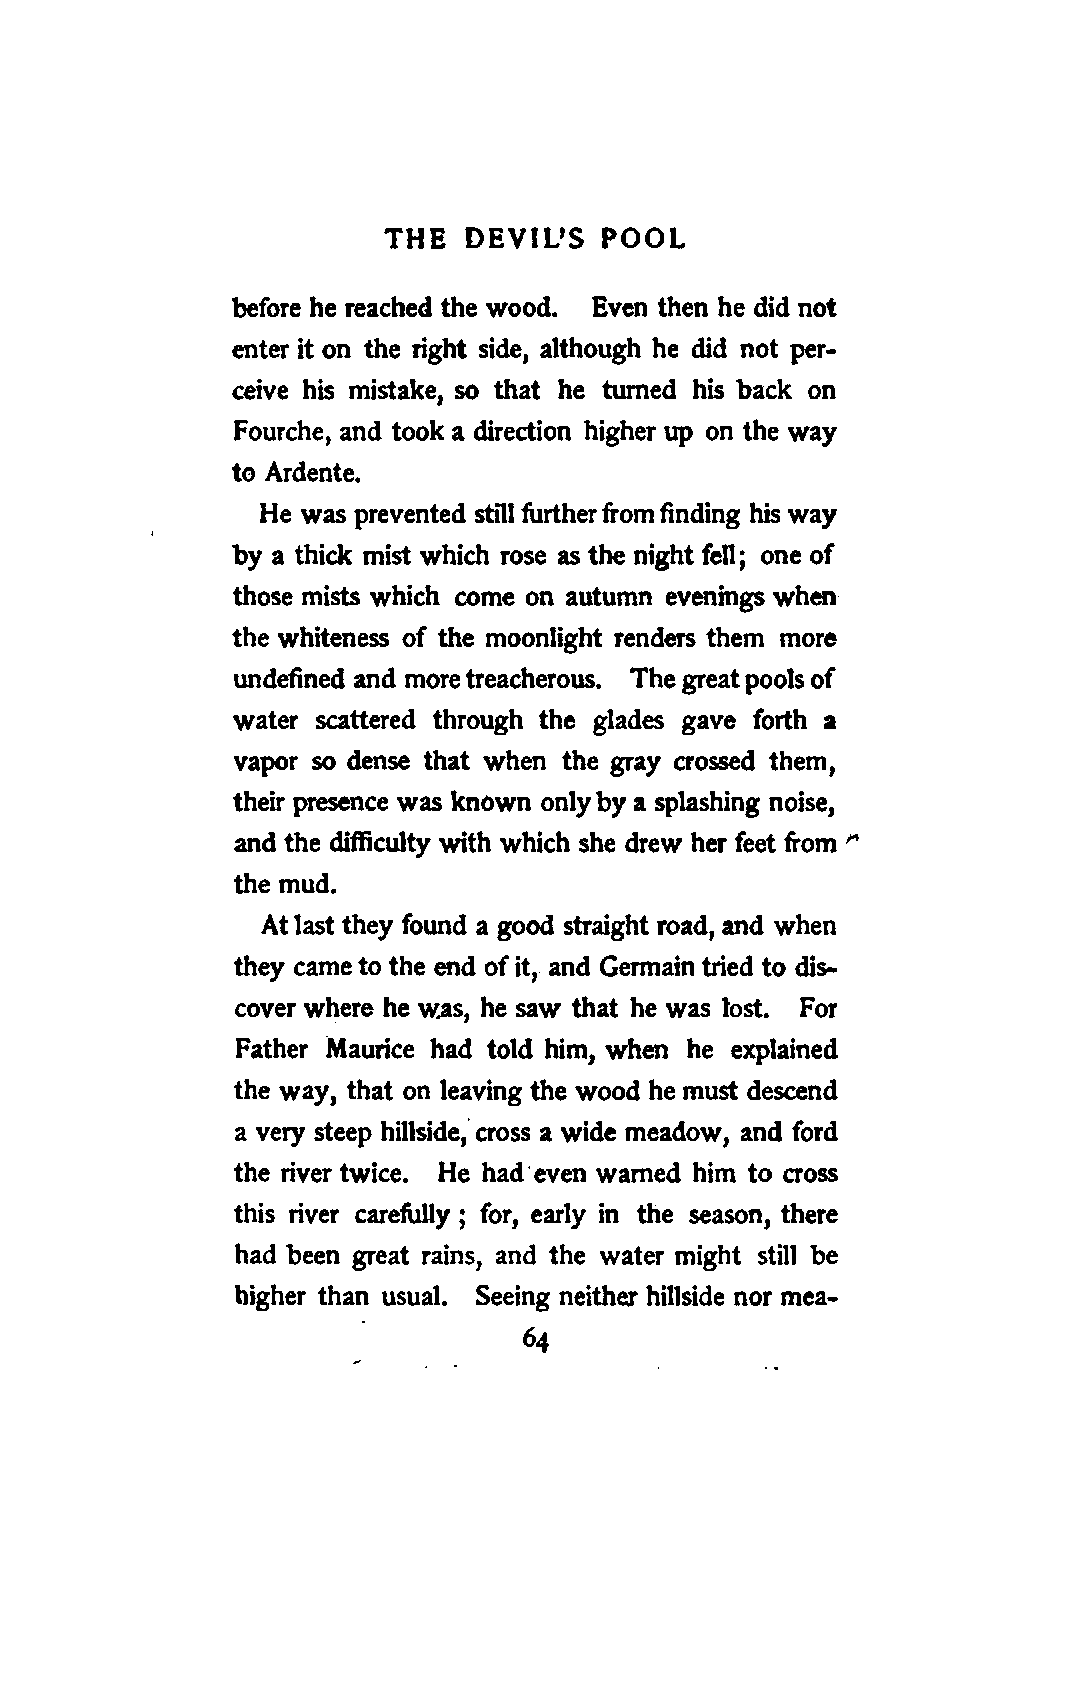 THE DEVIL'S POOL
before he reached the wood. Even then he did not
enter it on the right side, although he did not per-
ceive his mistake, so that he turned his back on
Fourche, and took a direction higher up on the way
to Ardente.
He was prevented still further from finding his way
by a thick mist which rose as the night fell; one of
those mists which come on autumn evenings when
the whiteness of the moonlight renders them more
undefined and more treacherous. The great pools of
water scattered through the glades gave forth a
vapor so dense that when the gray crossed them,
their presence was known only by a splashing noise,
and the difficulty with which she drew her feet from
the mud.
At last they found a good straight road, and when
they came to the end of it, and Germain tried to dis-
cover where he was, he saw that he was lost. For
Father Maurice had told him, when he explained
the way, that on leaving the wood he must descend
a very steep hillside, cross a wide meadow, and ford
the river twice. He had even warned him to cross
this river carefully ; for, early in the season, there
had been great rains, and the water might still be
higher than usual. Seeing neither hillside nor mea-
64